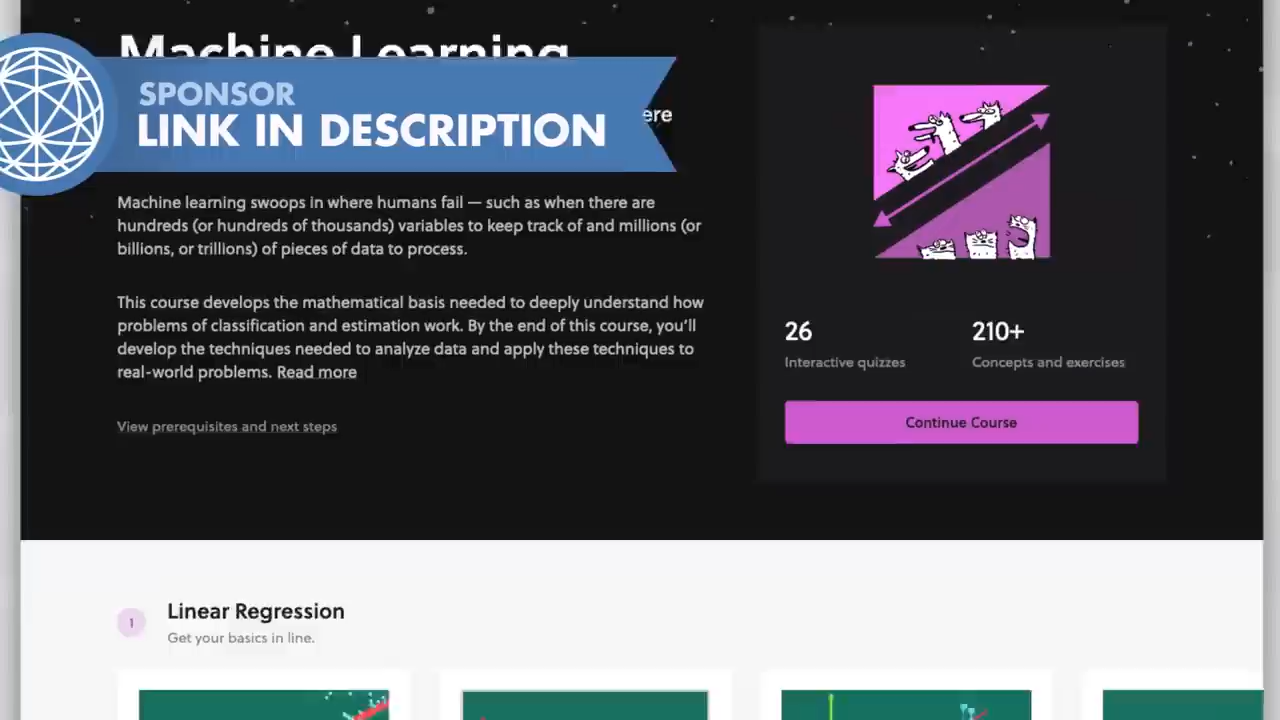 Machine Learning
SPONSOR
LINK IN DESCRIPTION
ere
Machine learning swoops in where humans fail — such as when there are
hundreds (or hundreds of thousands) variables to keep track of and millions (or
billions, or trillions) of pieces of data to process.
This course develops the mathematical basis needed to deeply understand how
problems of classification and estimation work. By the end of this course, you'll
develop the techniques needed to analyze data and apply these techniques to
real-world problems. Read more
View prerequisites and next steps
26
Interactive quizzes
210+
Concepts and exercises
Continue Course
1
Linear Regression
Get your basics in line.